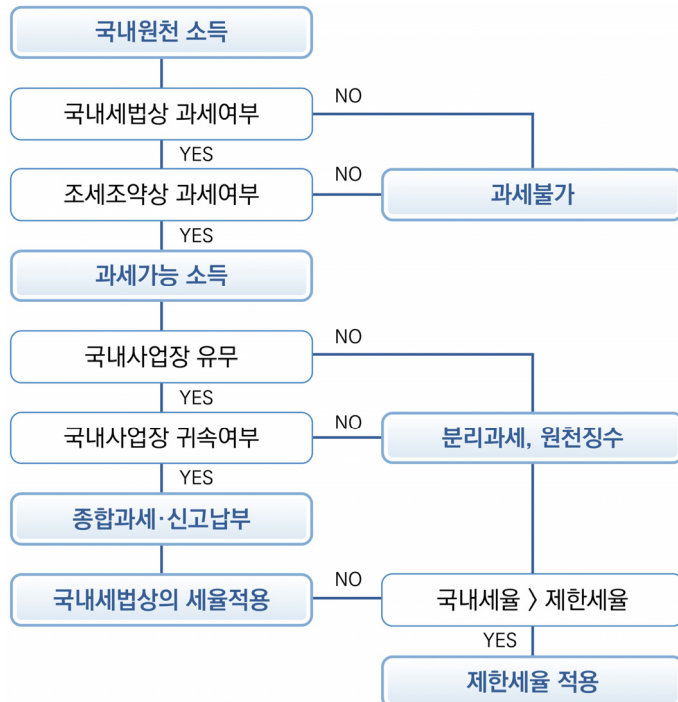 국내원천 소득
국내세법상 과세여부
NO
YES
조세조약상 과세여부
NO
과세불가
YES
과세가능 소득
국내사업장 유무
NO
YES
국내사업장 귀속여부
NO
분리과세, 원천징수
YES
종합과세·신고납부
국내세법상의 세율적용
NO
국내세율 > 제한세율
YES
제한세율 적용